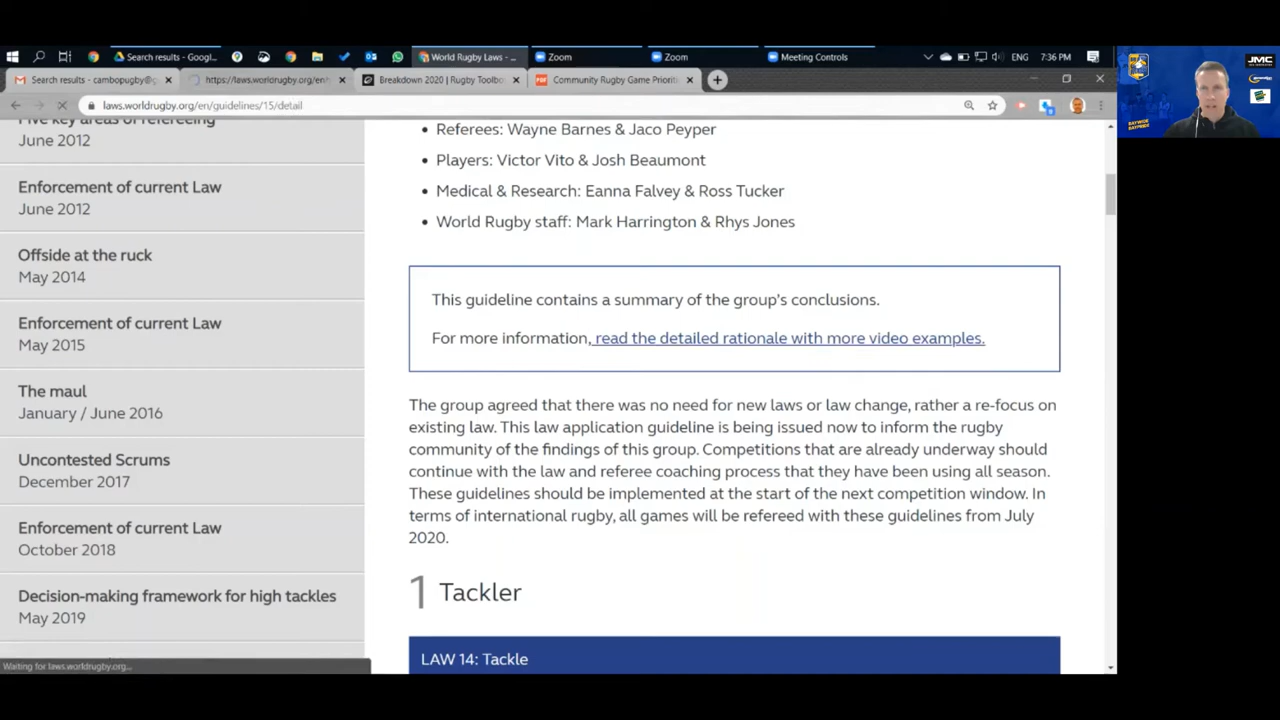 Search results - Googl...
World Rugby Laws - ...
Zoom
Zoom
Meeting Controls
ENG
7:36 PM
Search results - cambopugby@g
https://laws.worldrugby.org/en
Breakdown 2020 | Rugby Toolbo
Community Rugby Game Prioriti
laws.worldrugby.org/en/guidelines/15/detail
Five key areas of refereeing
June 2012
Enforcement of current Law
June 2012
Offside at the ruck
May 2014
Enforcement of current Law
May 2015
The maul
January / June 2016
Uncontested Scrums
December 2017
Enforcement of current Law
October 2018
Decision-making framework for high tackles
May 2019
Waiting for laws.worldrugby.org...
• Referees: Wayne Barnes & Jaco Peyper
• Players: Victor Vito & Josh Beaumont
• Medical & Research: Eanna Falvey & Ross Tucker
• World Rugby staff: Mark Harrington & Rhys Jones
This guideline contains a summary of the group's conclusions.
For more information, read the detailed rationale with more video examples.
The group agreed that there was no need for new laws or law change, rather a re-focus on
existing law. This law application guideline is being issued now to inform the rugby
community of the findings of this group. Competitions that are already underway should
continue with the law and referee coaching process that they have been using all season.
These guidelines should be implemented at the start of the next competition window. In
terms of international rugby, all games will be refereed with these guidelines from July
2020.
1 Tackler
LAW 14: Tackle
JMC
BAYWIDE
BAYPRIDE